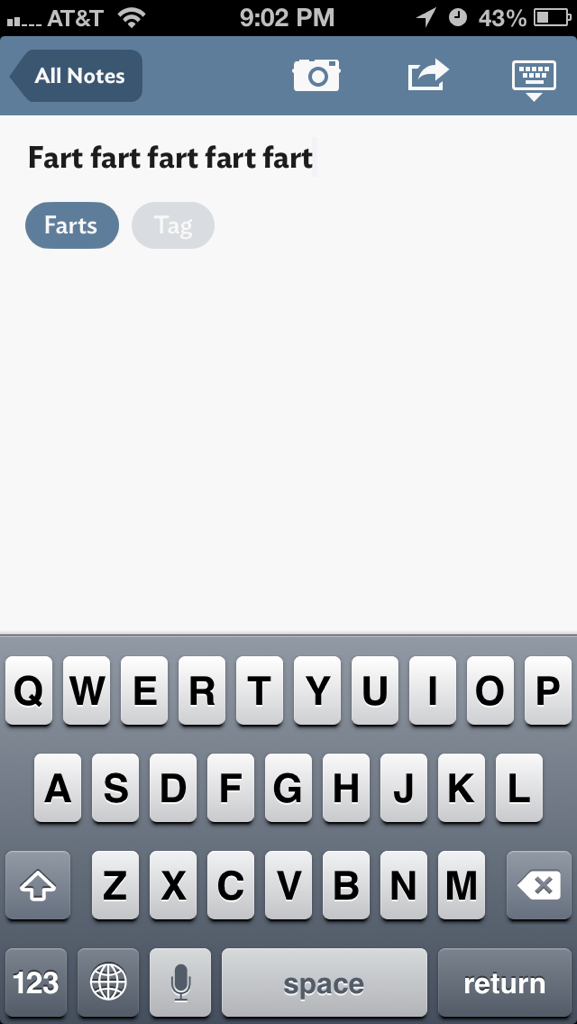 AT&T 9:02 PM 43%
All Notes
Fart fart fart fart fart
Farts Tag
Q W E R T Y U I O P
A S D F G H J K L
Z X C V B N M
123 space return